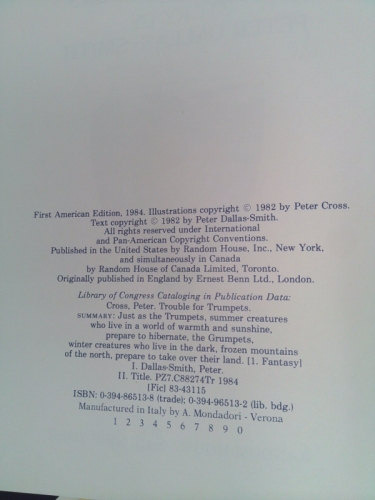 First American Edition, 1984. Illustrations copyright © 1982 by Peter Cross.
Text copyright © 1982 by Peter Dallas-Smith.
All rights reserved under International
and Pan-American Copyright Conventions.
Published in the United States by Random House, Inc., New York,
and simultaneously in Canada
by Random House of Canada Limited, Toronto.
Originally published in England by Ernest Benn Ltd., London.
Library of Congress Cataloging in Publication Data:
Cross, Peter. Trouble for Trumpets.
SUMMARY: Just as the Trumpets, summer creatures
who live in a world of warmth and sunshine,
prepare to hibernate, the Grumpets,
winter creatures who live in the dark, frozen mountains
of the north, prepare to take over their land. [1. Fantasy]
I. Dallas-Smith, Peter.
II. Title. PZ7.C88274Tr 1984
[Fic] 83-43115
ISBN: 0-394-86513-8 (trade); 0-394-96513-2 (lib. bdg.)
Manufactured in Italy by A. Mondadori - Verona
1 2 3 4 5 6 7 8 9 0